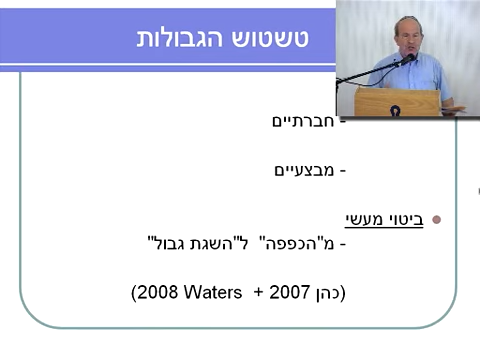 טשטוש הגבולות
- חברתיים
- מבצעיים
ביטוי מעשי
- מ"הכפפה" ל"השגת גבול"
(כהן 2007 + Waters 2008)